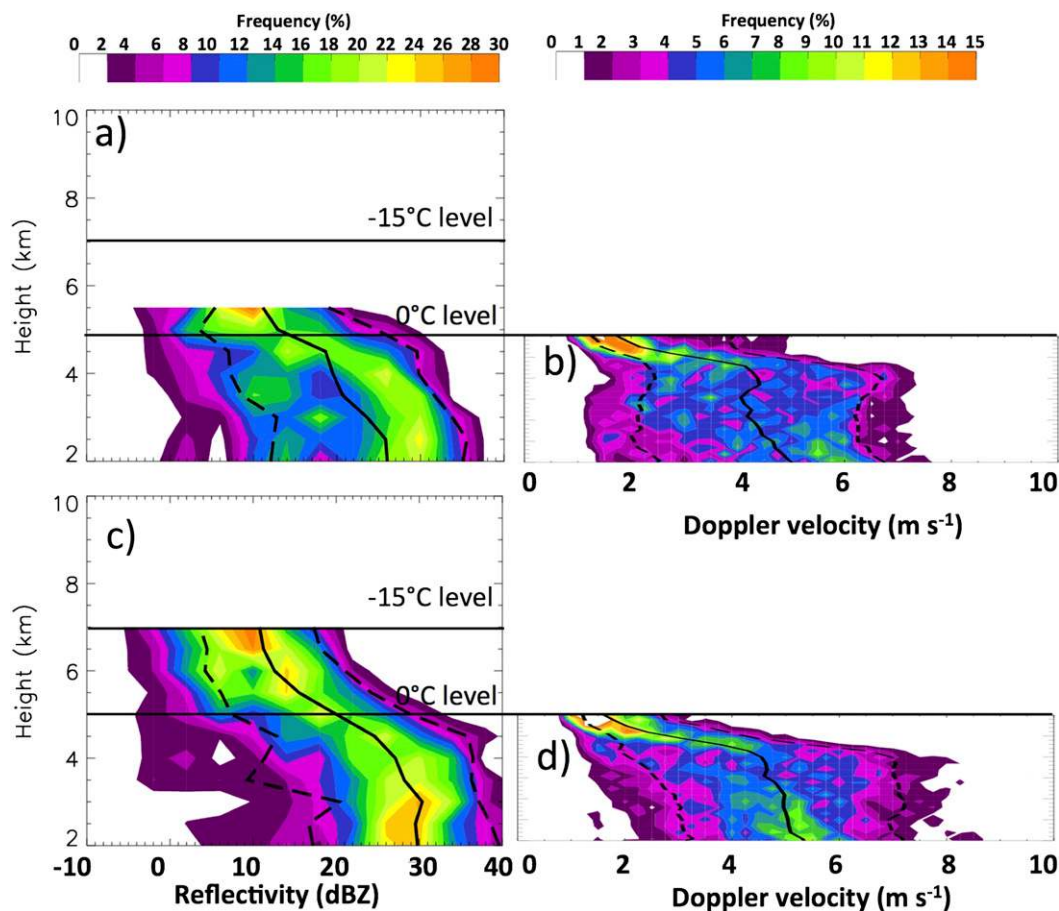 Frequency (%)
0 2 4 6 8 10 12 14 16 18 20 22 24 26 30
Frequency (%)
0 1 2 3 4 5 6 7 8 9 10 11 12 13 14 15
a)
10
8
6
4
2
Height (km)
-15°C level
0°C level
b)
0 2 4 6 8 10
Doppler velocity (m s⁻¹)
c)
10
8
6
4
2
Height (km)
-15°C level
0°C level
-10 0 10 20 30 40
Reflectivity (dBZ)
d)
0 2 4 6 8 10
Doppler velocity (m s⁻¹)